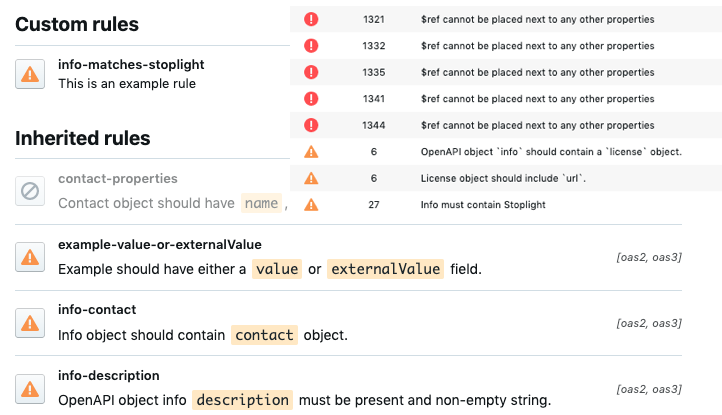 Custom rules
info-matches-stoplight
This is an example rule
1321 $ref cannot be placed next to any other properties
1332 $ref cannot be placed next to any other properties
1335 $ref cannot be placed next to any other properties
1341 $ref cannot be placed next to any other properties
1344 $ref cannot be placed next to any other properties
6 OpenAPI object `info` should contain a `license` object.
6 License object should include `url`.
27 Info must contain Stoplight
Inherited rules
contact-properties
Contact object should have name ,
example-value-or-externalValue
Example should have either a value or externalValue field.
[oas2, oas3]
info-contact
Info object should contain contact object.
[oas2, oas3]
info-description
OpenAPI object info description must be present and non-empty string.
[oas2, oas3]